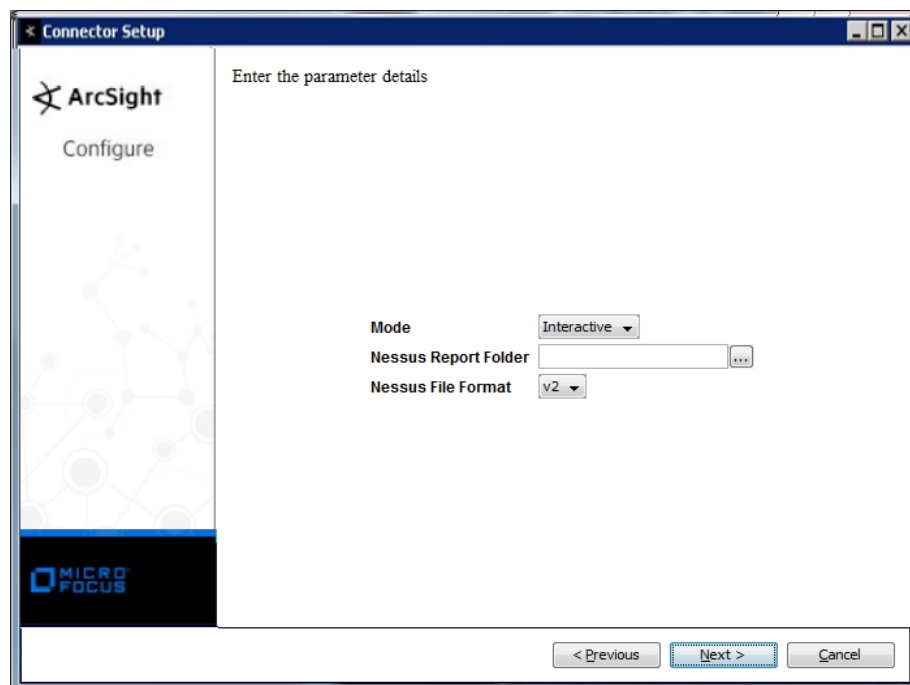 Connector Setup
ArcSight
Configure
Enter the parameter details
Mode Interactive
Nessus Report Folder ...
Nessus File Format v2
MICRO
FOCUS
< Previous Next > Cancel